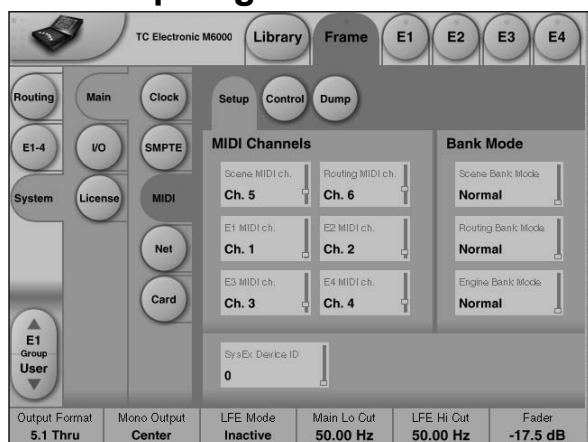 TC Electronic M6000
Library
Frame
E1
E2
E3
E4
Routing
Main
Clock
Setup
Control
Dump
E1-4
I/O
SMPTE
MIDI Channels
Bank Mode
Scene MIDI ch.
Ch. 5
Routing MIDI ch.
Ch. 6
Scene Bank Mode
Normal
System
License
MIDI
E1 MIDI ch.
Ch. 1
E2 MIDI ch.
Ch. 2
Routing Bank Mode
Normal
Net
E3 MIDI ch.
Ch. 3
E4 MIDI ch.
Ch. 4
Engine Bank Mode
Normal
Card
E1
Group
User
SysEx Device ID
0
Output Format
5.1 Thru
Mono Output
Center
LFE Mode
Inactive
Main Lo Cut
50.00 Hz
LFE Hi Cut
50.00 Hz
Fader
-17.5 dB